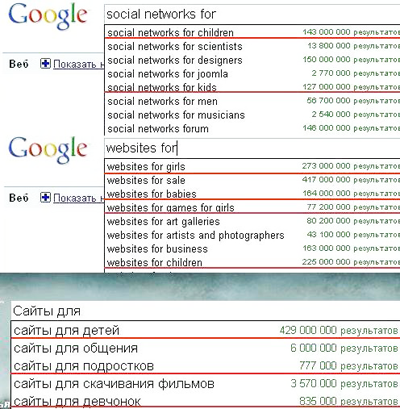 Google
social networks for
social networks for children 143 000 000 результатов
social networks for scientists 13 800 000 результатов
social networks for designers 150 000 000 результатов
social networks for joomla 2 770 000 результатов
Веб Показать н
social networks for kids 127 000 000 результатов
social networks for men 56 700 000 результатов
social networks for musicians 2 540 000 результатов
social networks forum 146 000 000 результатов
Google
websites for
websites for girls 273 000 000 результатов
websites for sale 417 000 000 результатов
websites for babies 164 000 000 результатов
Веб Показать н
websites for games for girls 77 200 000 результатов
websites for art galleries 80 200 000 результатов
websites for artists and photographers 43 100 000 результатов
websites for business 163 000 000 результатов
websites for children 225 000 000 результатов
Сайты для
сайты для детей 429 000 000 результатов
сайты для общения 6 000 000 результатов
сайты для подростков 777 000 результатов
сайты для скачивания фильмов 3 570 000 результатов
сайты для девчонок 835 000 результатов